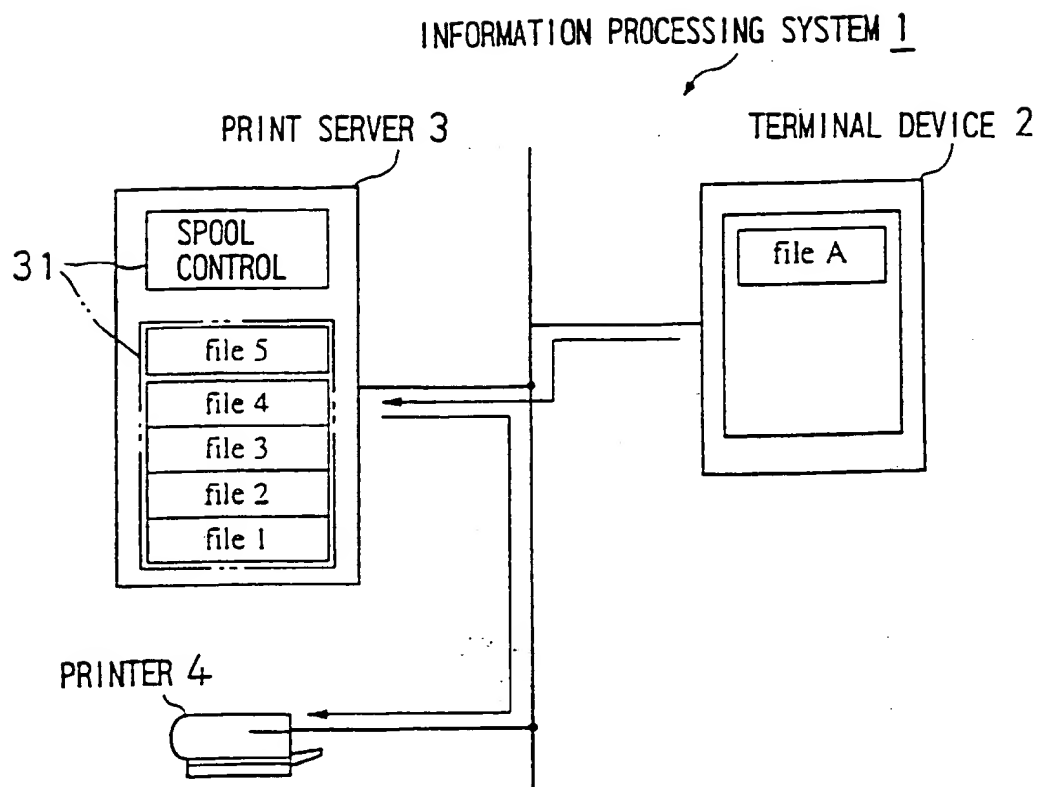 INFORMATION PROCESSING SYSTEM 1
PRINT SERVER 3
TERMINAL DEVICE 2
SPOOL
CONTROL
31
file A
file 5
file 4
file 3
file 2
file 1
PRINTER 4